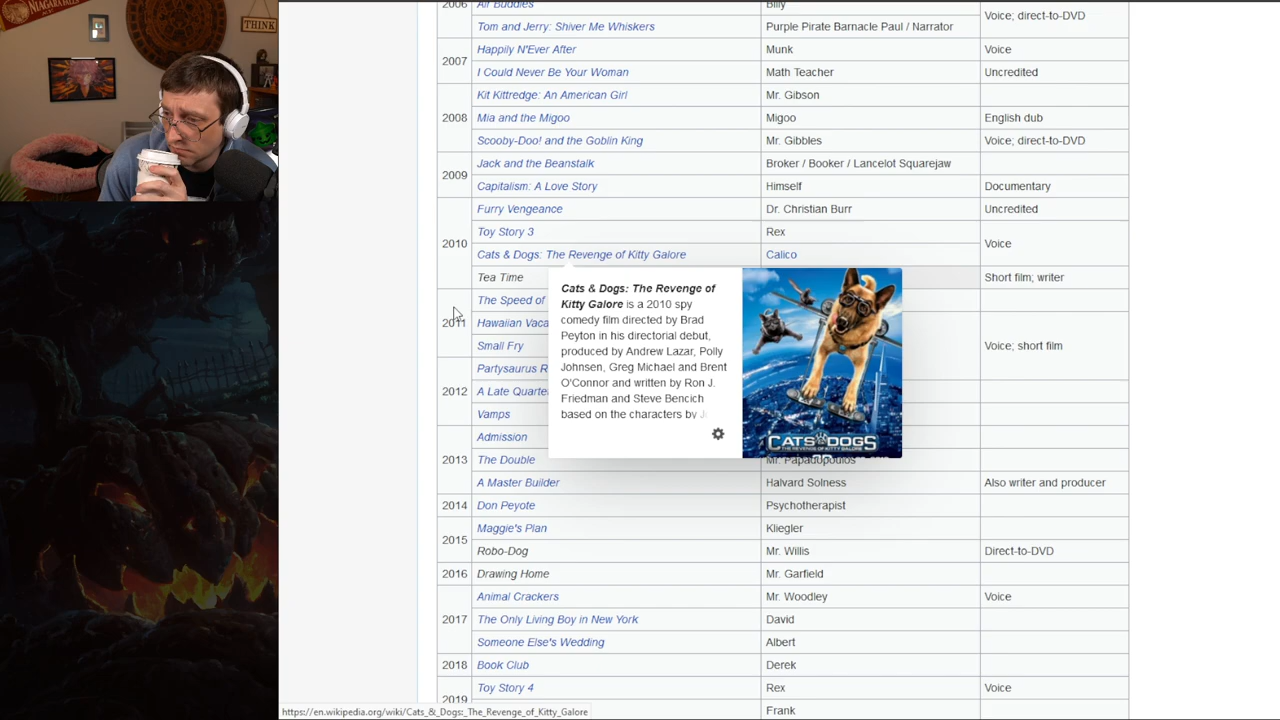 NIAGARA FALLS
THINK
2006 Air Buddies Billy Voice; direct-to-DVD
Tom and Jerry: Shiver Me Whiskers Purple Pirate Barnacle Paul / Narrator
2007 Happily N'Ever After Munk Voice
I Could Never Be Your Woman Math Teacher Uncredited
2008 Kit Kittredge: An American Girl Mr. Gibson
Mia and the Migoo Migoo English dub
Scooby-Doo! and the Goblin King Mr. Gibbles Voice; direct-to-DVD
2009 Jack and the Beanstalk Broker / Booker / Lancelot Squarejaw
Capitalism: A Love Story Himself Documentary
2010 Furry Vengeance Dr. Christian Burr Uncredited
Toy Story 3 Rex Voice
Cats & Dogs: The Revenge of Kitty Galore Calico
Tea Time Short film; writer
2011 The Speed of
Hawaiian Vaca
Small Fry Voice; short film
2012 Partysaurus R
A Late Quarte
Vamps
2013 Admission
The Double Mr. Papadopoulos
A Master Builder Halvard Solness Also writer and producer
2014 Don Peyote Psychotherapist
2015 Maggie's Plan Kliegler
Robo-Dog Mr. Willis Direct-to-DVD
2016 Drawing Home Mr. Garfield
2017 Animal Crackers Mr. Woodley Voice
The Only Living Boy in New York David
Someone Else's Wedding Albert
2018 Book Club Derek
2019 Toy Story 4 Rex Voice
Frank
Cats & Dogs: The Revenge of
Kitty Galore is a 2010 spy
comedy film directed by Brad
Peyton in his directorial debut,
produced by Andrew Lazar, Polly
Johnsen, Greg Michael and Brent
O'Connor and written by Ron J.
Friedman and Steve Bencich
based on the characters by J
CATS & DOGS
THE REVENGE OF KITTY GALORE
https://en.wikipedia.org/wiki/Cats_&_Dogs:_The_Revenge_of_Kitty_Galore